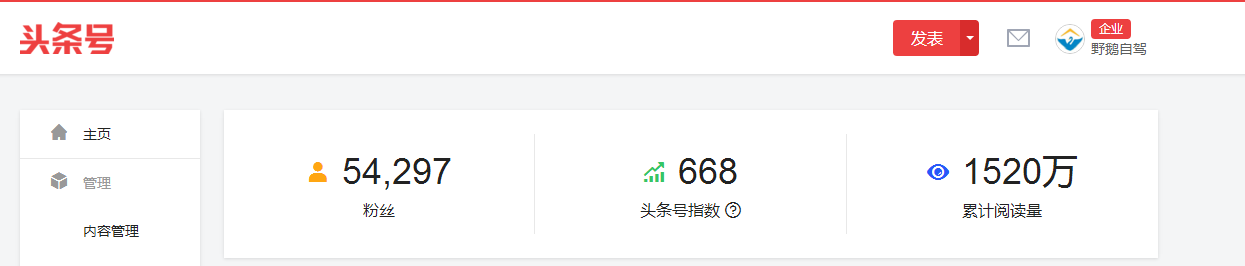 头条号
发表
企业
野鹅自驾
主页
管理
内容管理
54,297
粉丝
668
头条号指数 ?
1520万
累计阅读量